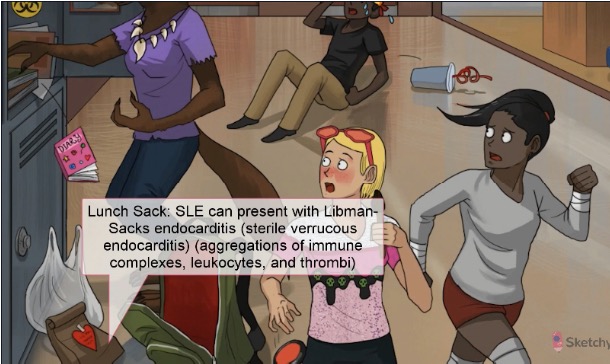 DIARY
Lunch Sack: SLE can present with Libman-
Sacks endocarditis (sterile verrucous
endocarditis) (aggregations of immune
complexes, leukocytes, and thrombi)
Sketchy